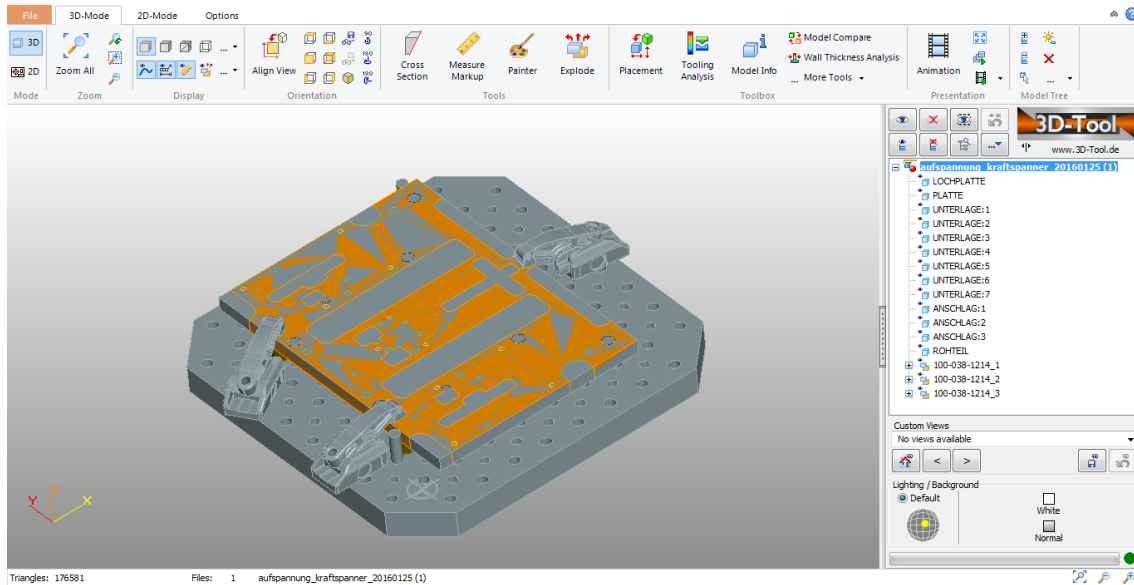 File 3D-Mode 2D-Mode Options
3D 2D Mode
Zoom All Zoom
... Display
Align View 90 180 180 Orientation
Cross Section Measure Markup Painter Explode Tools
Placement Tooling Analysis Model Info Model Compare Wall Thickness Analysis ... More Tools Toolbox
Animation Presentation
... Model Tree
3D-Tool
www.3D-Tool.de
aufspannung_kraftspanner_20160125 (1)
LOCHPLATTE
PLATTE
UNTERLAGE:1
UNTERLAGE:2
UNTERLAGE:3
UNTERLAGE:4
UNTERLAGE:5
UNTERLAGE:6
UNTERLAGE:7
ANSCHLAG:1
ANSCHLAG:2
ANSCHLAG:3
ROHTEIL
100-038-1214_1
100-038-1214_2
100-038-1214_3
Custom Views
No views available
< >
Lighting / Background
Default
White
Normal
Y Z X
Triangles: 176581 Files: 1 aufspannung_kraftspanner_20160125 (1)